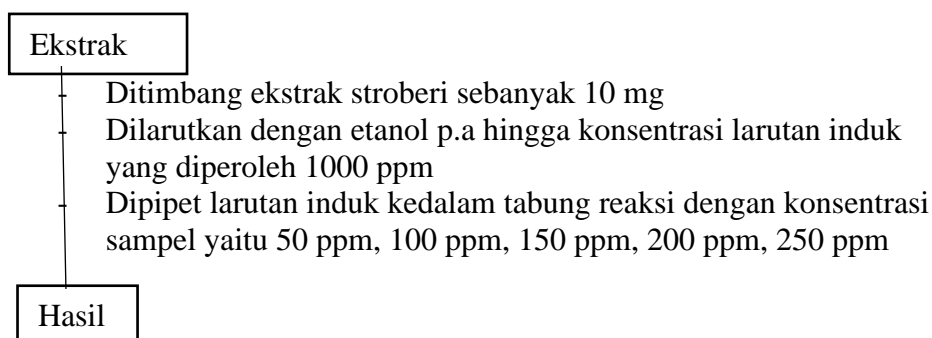 Ekstrak
- Ditimbang ekstrak stroberi sebanyak 10 mg
- Dilarutkan dengan etanol p.a hingga konsentrasi larutan induk
yang diperoleh 1000 ppm
- Dipipet larutan induk kedalam tabung reaksi dengan konsentrasi
sampel yaitu 50 ppm, 100 ppm, 150 ppm, 200 ppm, 250 ppm
Hasil